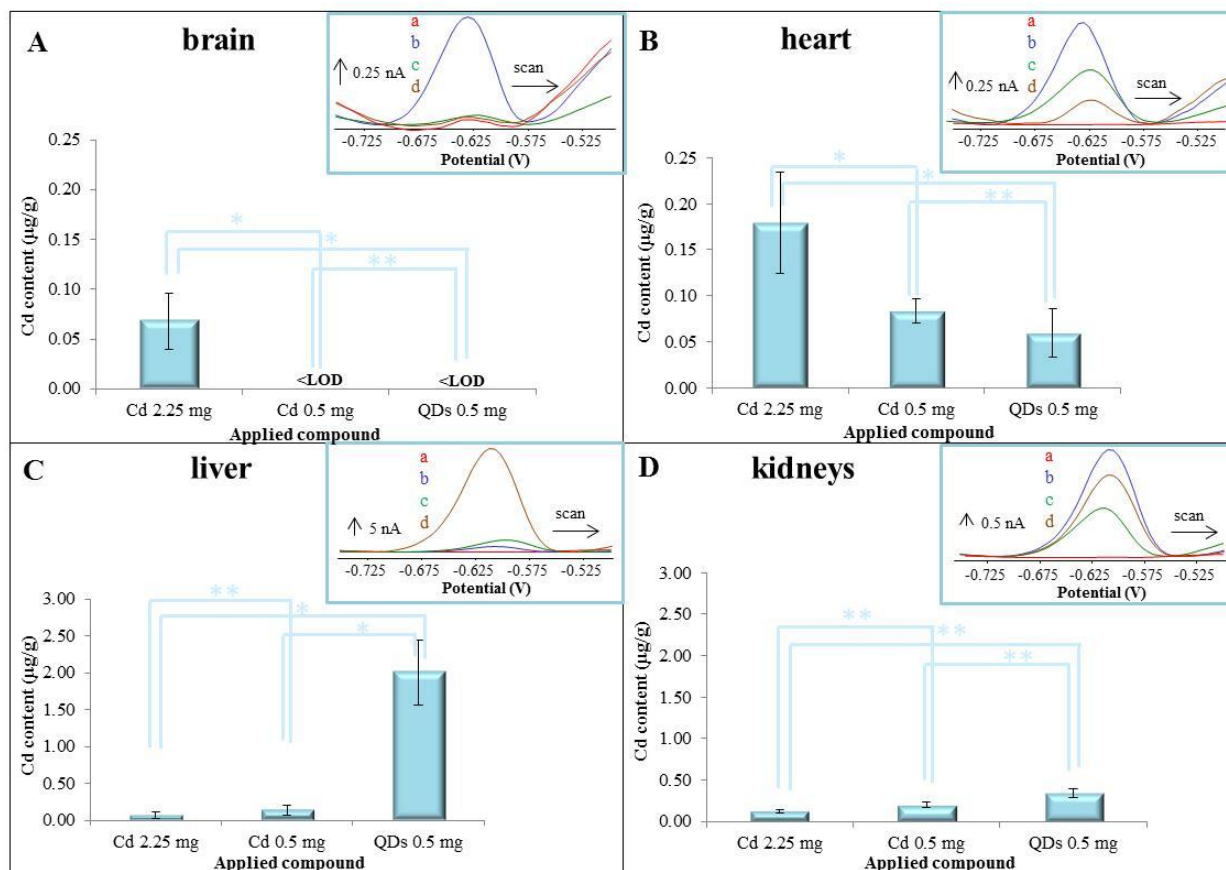 A
brain
a
b
c
d
0.25 nA
scan
-0.725 -0.675 -0.625 -0.575 -0.525
Potential (V)
0.25
0.20
0.15
0.10
0.05
0.00
Cd content (µg/g)
*
*
**
<LOD <LOD
Cd 2.25 mg Cd 0.5 mg QDs 0.5 mg
Applied compound
B
heart
a
b
c
d
0.25 nA
scan
-0.725 -0.675 -0.625 -0.575 -0.525
Potential (V)
0.25
0.20
0.15
0.10
0.05
0.00
Cd content (µg/g)
*
*
**
Cd 2.25 mg Cd 0.5 mg QDs 0.5 mg
Applied compound
C
liver
a
b
c
d
5 nA
scan
-0.725 -0.675 -0.625 -0.575 -0.525
Potential (V)
3.00
2.50
2.00
1.50
1.00
0.50
0.00
Cd content (µg/g)
**
*
*
Cd 2.25 mg Cd 0.5 mg QDs 0.5 mg
Applied compound
D
kidneys
a
b
c
d
0.5 nA
scan
-0.725 -0.675 -0.625 -0.575 -0.525
Potential (V)
3.00
2.50
2.00
1.50
1.00
0.50
0.00
Cd content (µg/g)
**
**
**
Cd 2.25 mg Cd 0.5 mg QDs 0.5 mg
Applied compound